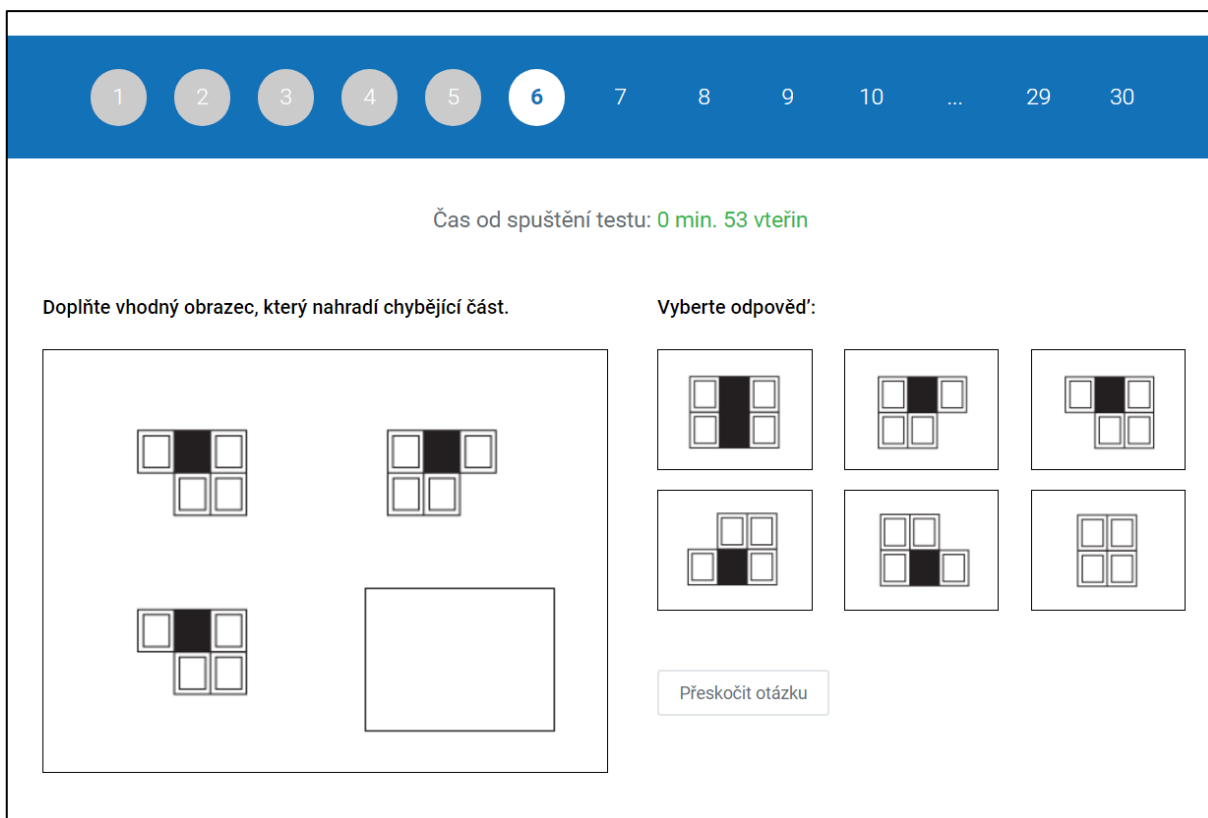 1 2 3 4 5 6 7 8 9 10 ... 29 30
Čas od spuštění testu: 0 min. 53 vteřin
Doplňte vhodný obrazec, který nahradí chybějící část.
Vyberte odpověď:
Přeskočit otázku